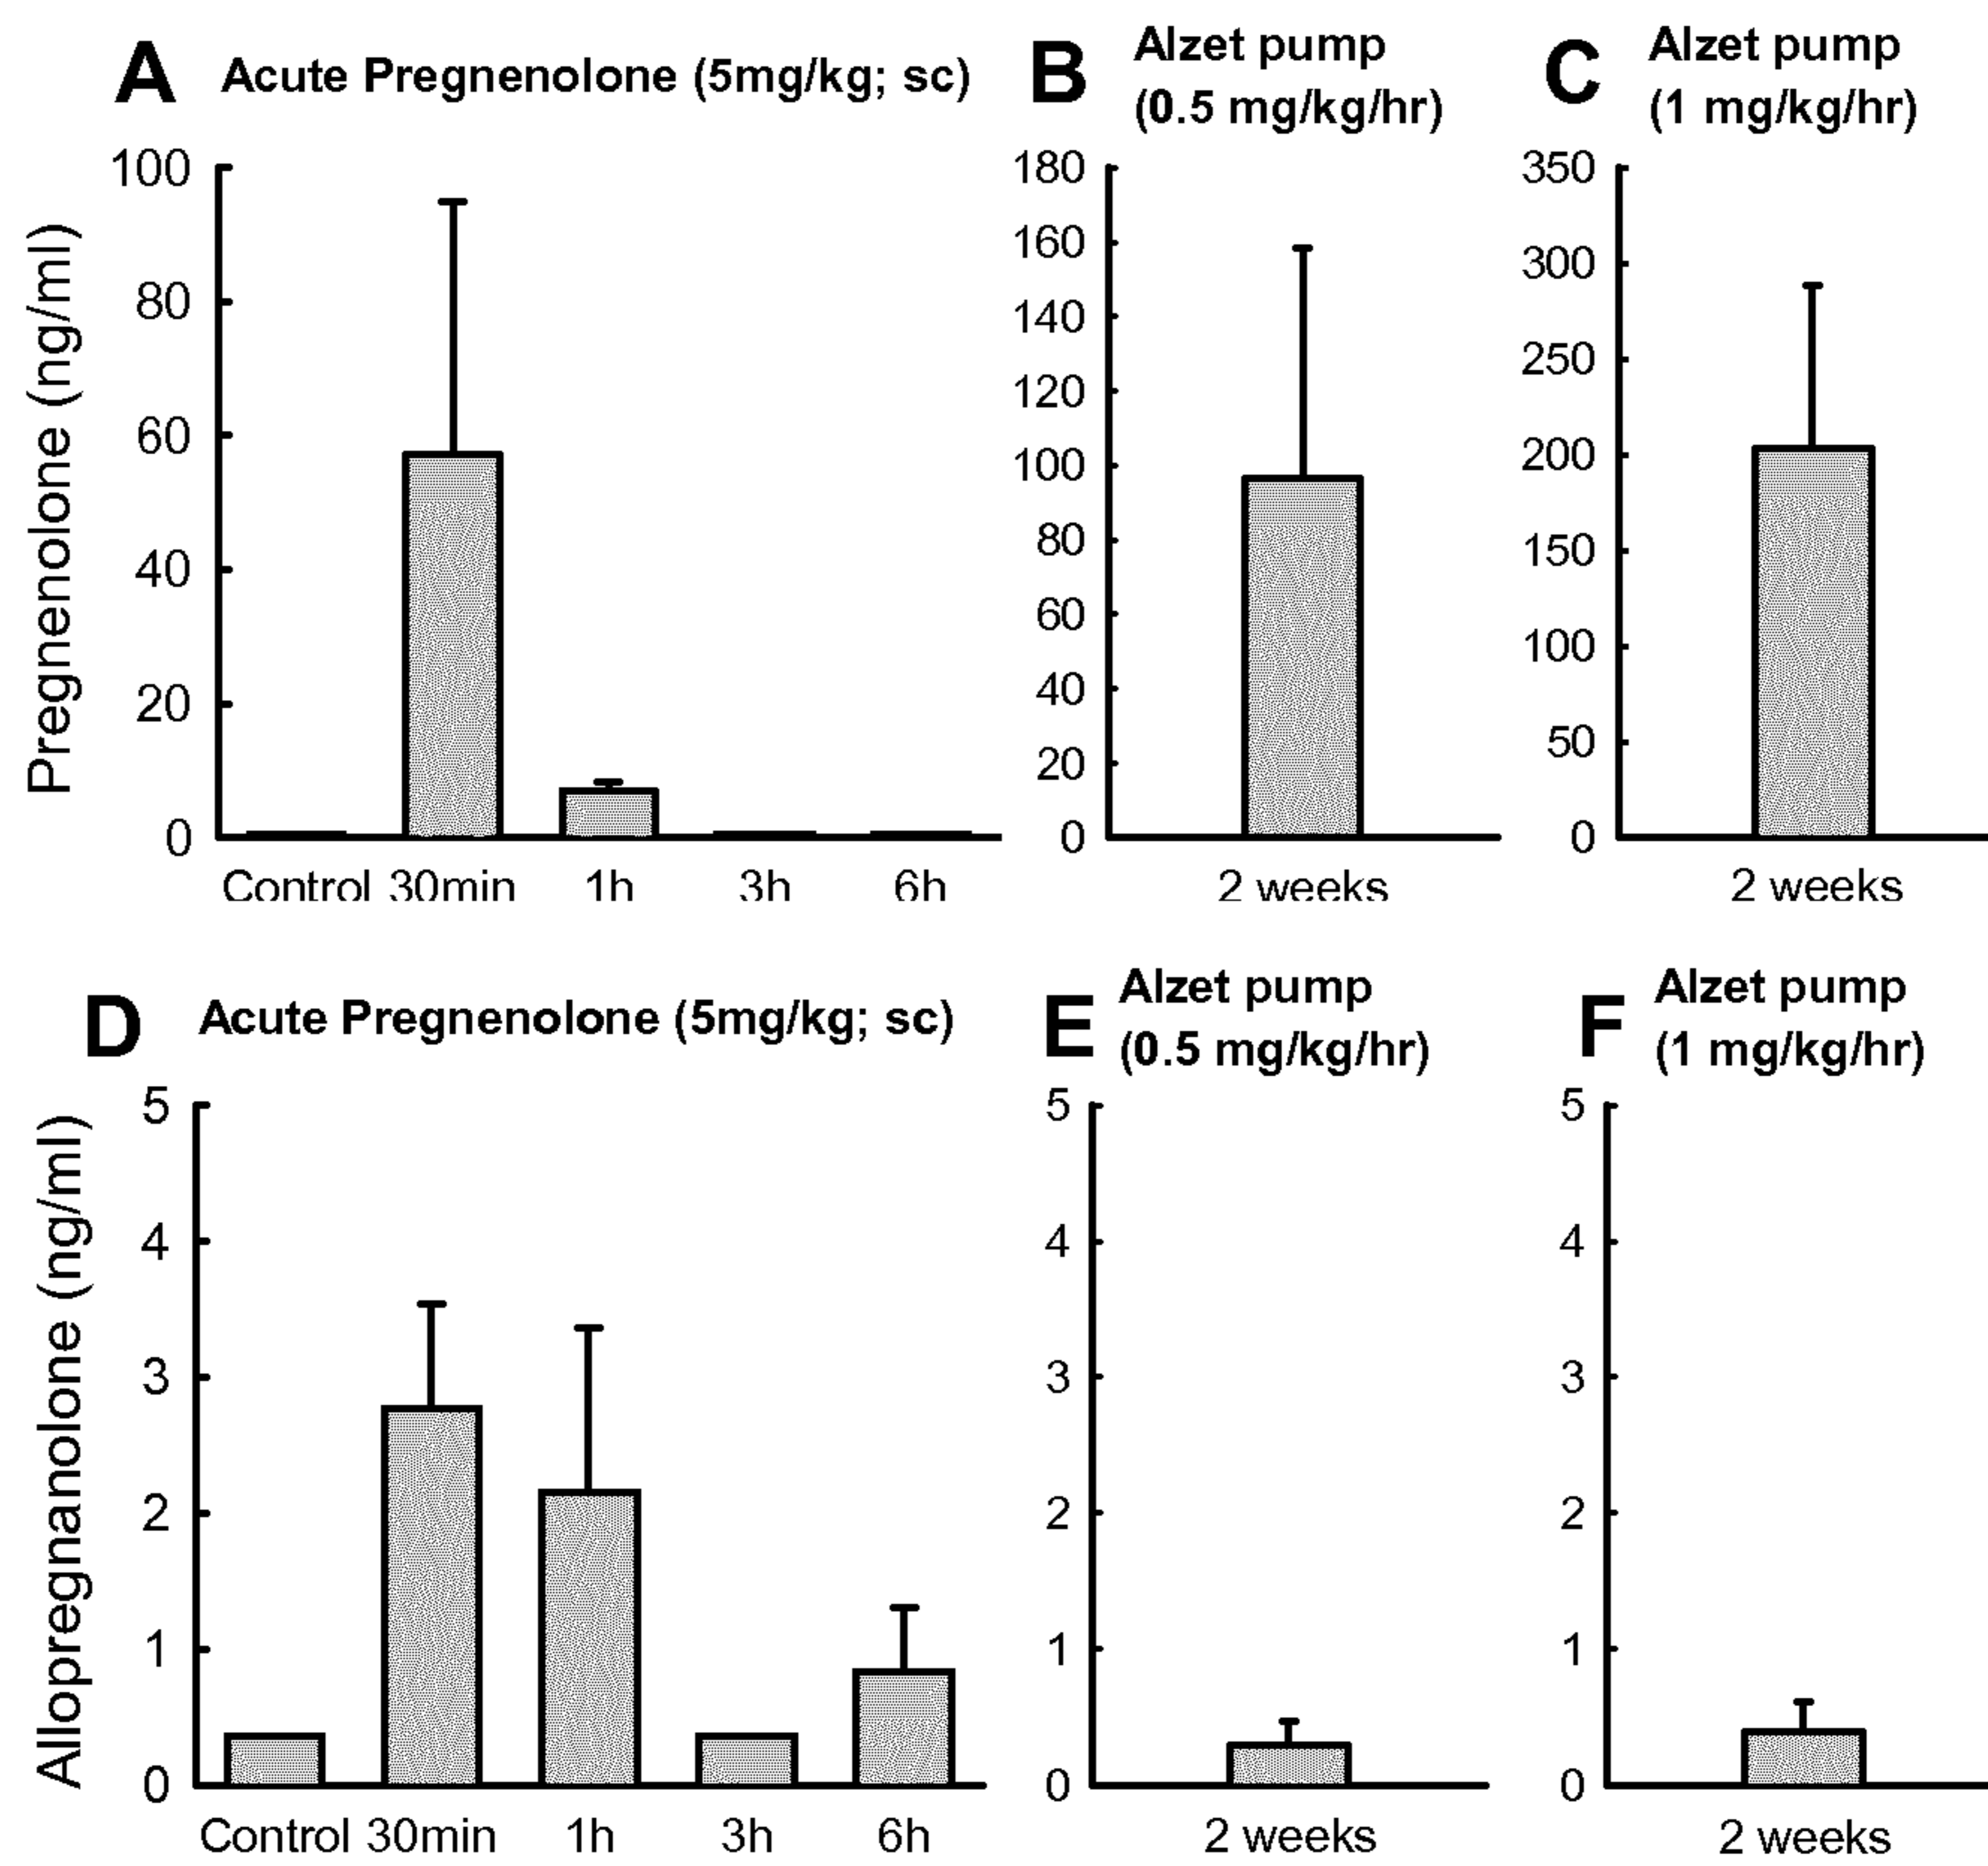 A Acute Pregnenolone (5mg/kg; sc)
Pregnenolone (ng/ml)
100
80
60
40
20
0
Control 30min 1h 3h 6h
B Alzet pump
(0.5 mg/kg/hr)
180
160
140
120
100
80
60
40
20
0
2 weeks
C Alzet pump
(1 mg/kg/hr)
350
300
250
200
150
100
50
0
2 weeks
D Acute Pregnenolone (5mg/kg; sc)
Allopregnanolone (ng/ml)
5
4
3
2
1
0
Control 30min 1h 3h 6h
E Alzet pump
(0.5 mg/kg/hr)
5
4
3
2
1
0
2 weeks
F Alzet pump
(1 mg/kg/hr)
5
4
3
2
1
0
2 weeks